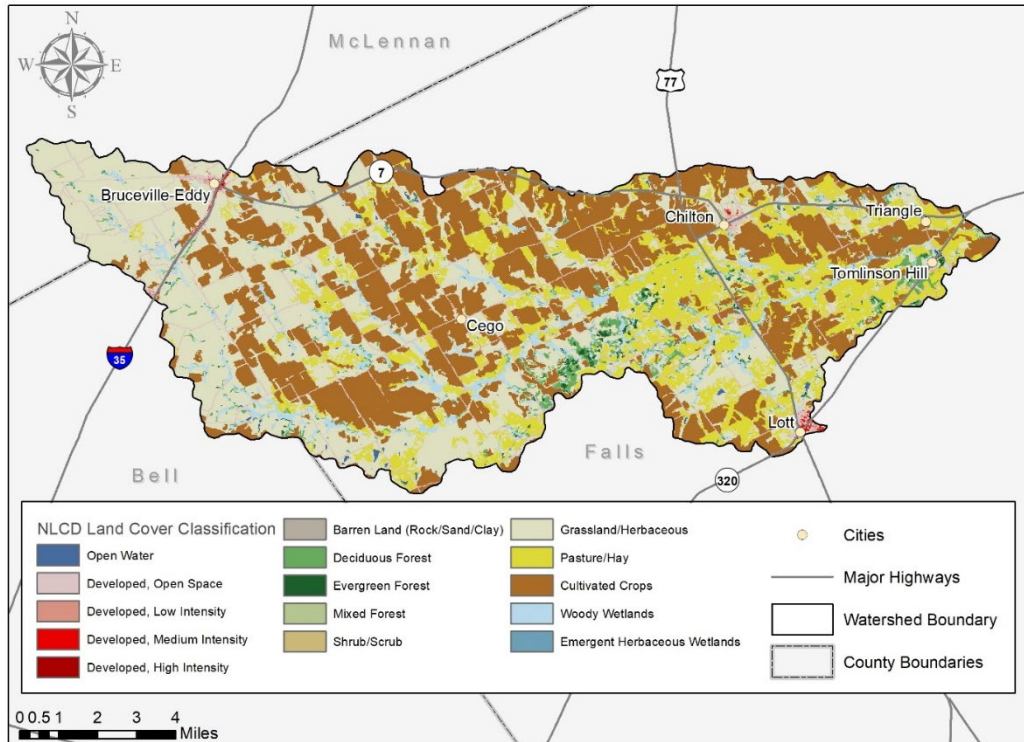 N
W E
S
McLennan
77
7
Bruceville-Eddy
Chilton
Triangle
Tomlinson Hill
Cego
35
Lott
Falls
Bell
320
NLCD Land Cover Classification
Open Water
Developed, Open Space
Developed, Low Intensity
Developed, Medium Intensity
Developed, High Intensity
Barren Land (Rock/Sand/Clay)
Deciduous Forest
Evergreen Forest
Mixed Forest
Shrub/Scrub
Grassland/Herbaceous
Pasture/Hay
Cultivated Crops
Woody Wetlands
Emergent Herbaceous Wetlands
Cities
Major Highways
Watershed Boundary
County Boundaries
0 0.5 1 2 3 4
Miles